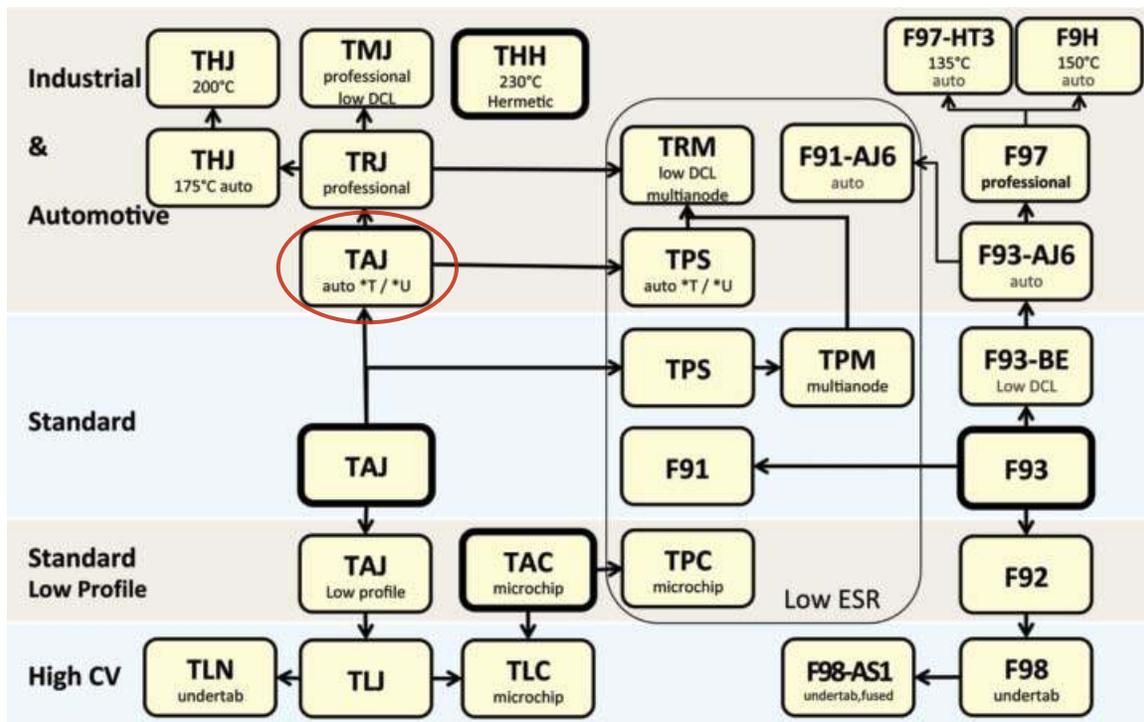 Industrial
&
Automotive
THJ
200°C
TMJ
professional
low DCL
THH
230°C
Hermetic
F97-HT3
135°C
auto
F9H
150°C
auto
THJ
175°C auto
TRJ
professional
TRM
low DCL
multianode
F91-AJ6
auto
F97
professional
TAJ
auto *T / *U
TPS
auto *T / *U
F93-AJ6
auto
Standard
TPS
TPM
multianode
F93-BE
Low DCL
TAJ
F91
F93
Standard
Low Profile
TAJ
Low profile
TAC
microchip
TPC
microchip
Low ESR
F92
High CV
TLN
undertab
TLJ
TLC
microchip
F98-AS1
undertab,fused
F98
undertab